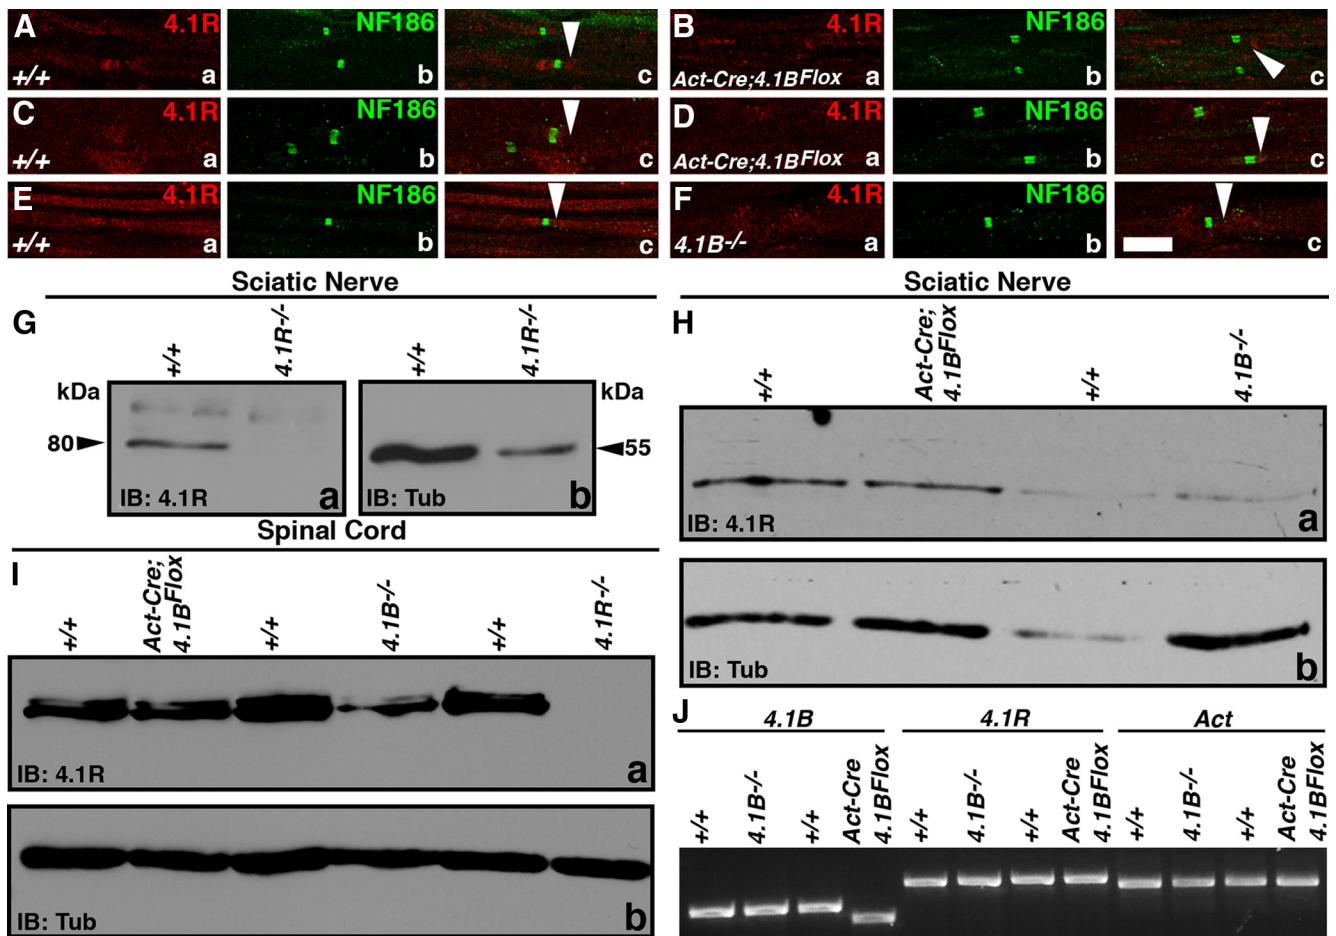 A 4.1R +/+ a NF186 b c
B 4.1R Act-Cre;4.1BFlox a NF186 b c
C 4.1R +/+ a NF186 b c
D 4.1R Act-Cre;4.1BFlox a NF186 b c
E 4.1R +/+ a NF186 b c
F 4.1R 4.1B-/- a NF186 b c
Sciatic Nerve
G
+/+ 4.1R-/- +/+ 4.1R-/-
kDa kDa
80 55
IB: 4.1R a IB: Tub b
Sciatic Nerve
H
+/+ Act-Cre; 4.1BFlox +/+ 4.1B-/-
IB: 4.1R a
IB: Tub b
Spinal Cord
I
+/+ Act-Cre; 4.1BFlox +/+ 4.1B-/- +/+ 4.1R-/-
IB: 4.1R a
IB: Tub b
J
4.1B 4.1R Act
+/+ 4.1B-/- +/+ Act-Cre 4.1BFlox +/+ 4.1B-/- +/+ Act-Cre 4.1BFlox +/+ 4.1B-/- +/+ Act-Cre 4.1BFlox